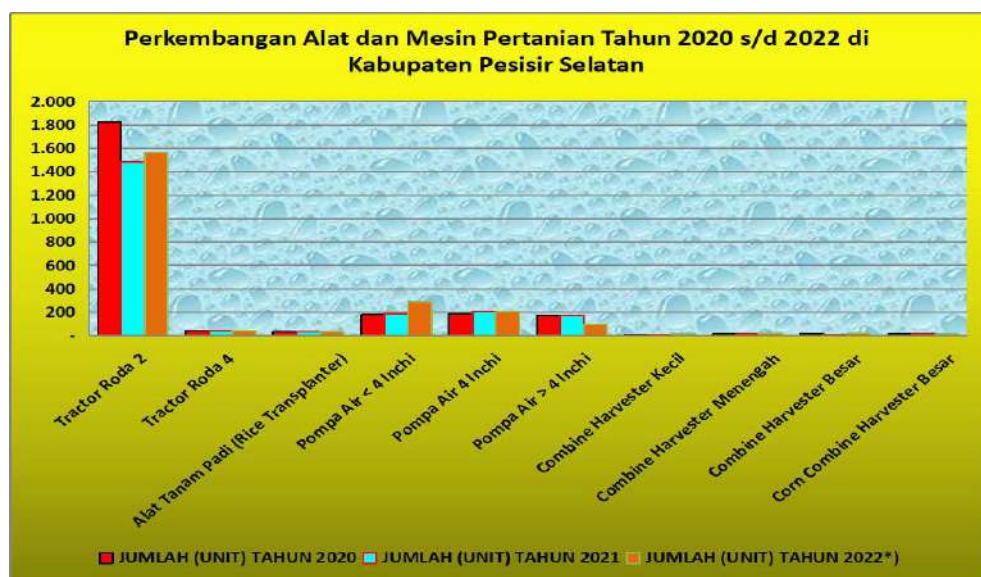 Perkembangan Alat dan Mesin Pertanian Tahun 2020 s/d 2022 di
Kabupaten Pesisir Selatan
2.000
1.800
1.600
1.400
1.200
1.000
800
600
400
200
-
Tractor Roda 2
Tractor Roda 4
Alat Tanam Padi (Rice Transplanter)
Pompa Air < 4 Inchi
Pompa Air 4 Inchi
Pompa Air > 4 Inchi
Combine Harvester Kecil
Combine Harvester Menengah
Combine Harvester Besar
Corn Combine Harvester Besar
JUMLAH (UNIT) TAHUN 2020 JUMLAH (UNIT) TAHUN 2021 JUMLAH (UNIT) TAHUN 2022*)